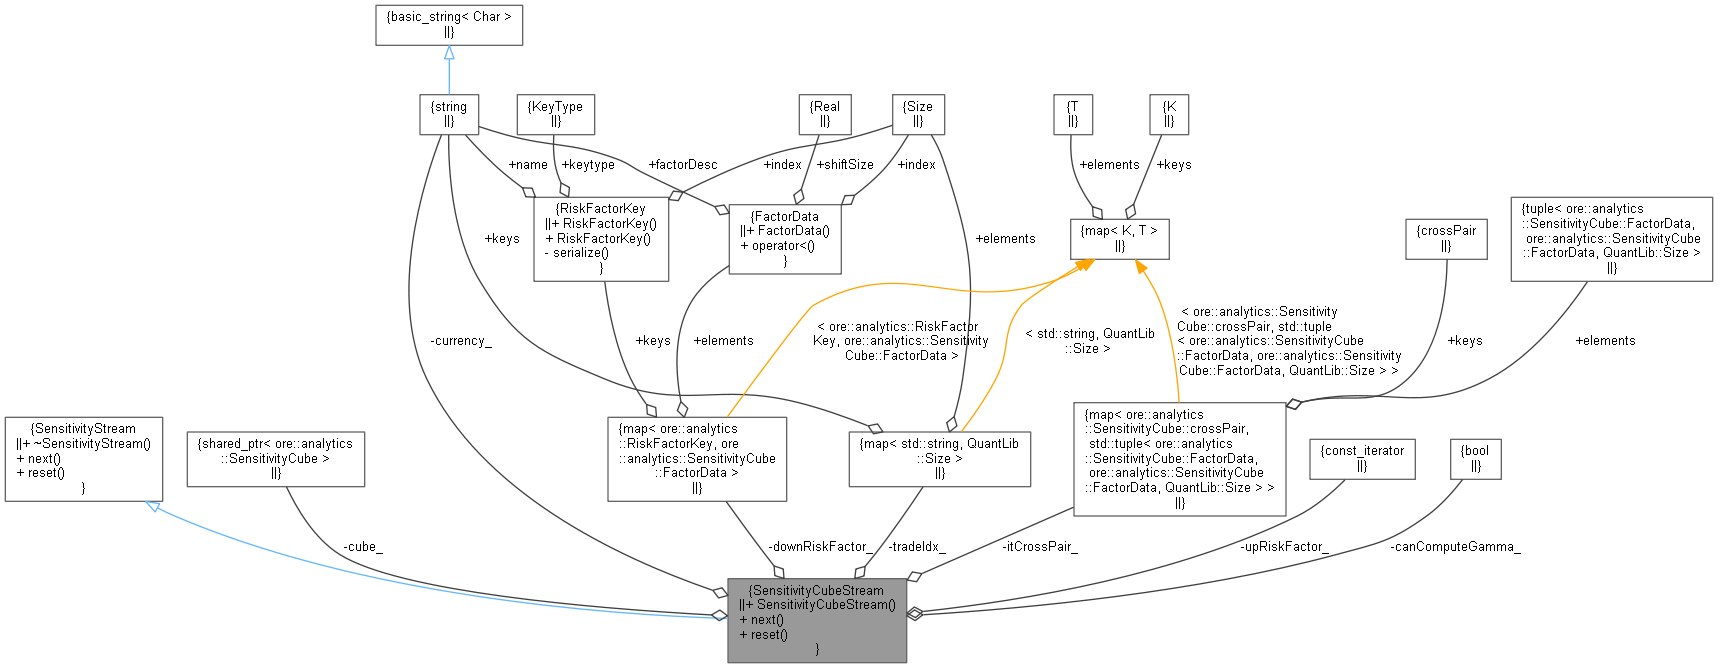 {basic_string< Char >
||}
{string
||}
{KeyType
||}
{Real
||}
{Size
||}
{T
||}
{K
||}
+name
+keytype
+factorDesc
+index
+shiftSize
+index
+elements
+keys
{RiskFactorKey
||+ RiskFactorKey()
+ RiskFactorKey()
- serialize()
}
{FactorData
||+ FactorData()
+ operator<()
}
{map< K, T >
||}
{crossPair
||}
{tuple< ore::analytics
::SensitivityCube::FactorData,
ore::analytics::SensitivityCube
::FactorData, QuantLib::Size >
||}
+keys
+elements
-currency_
+keys
+elements
< ore::analytics::RiskFactor
Key, ore::analytics::Sensitivity
Cube::FactorData >
< std::string, QuantLib
::Size >
< ore::analytics::Sensitivity
Cube::crossPair, std::tuple
< ore::analytics::SensitivityCube
::FactorData, ore::analytics::Sensitivity
Cube::FactorData, QuantLib::Size > >
+keys
+elements
{SensitivityStream
||+ ~SensitivityStream()
+ next()
+ reset()
}
{shared_ptr< ore::analytics
::SensitivityCube >
||}
{map< ore::analytics
::RiskFactorKey, ore
::analytics::SensitivityCube
::FactorData >
||}
{map< std::string, QuantLib
::Size >
||}
{map< ore::analytics
::SensitivityCube::crossPair,
std::tuple< ore::analytics
::SensitivityCube::FactorData,
ore::analytics::SensitivityCube
::FactorData, QuantLib::Size > >
||}
{const_iterator
||}
{bool
||}
-cube_
-downRiskFactor_
-tradeIdx_
-itCrossPair_
-upRiskFactor_
-canComputeGamma_
{SensitivityCubeStream
||+ SensitivityCubeStream()
+ next()
+ reset()
}